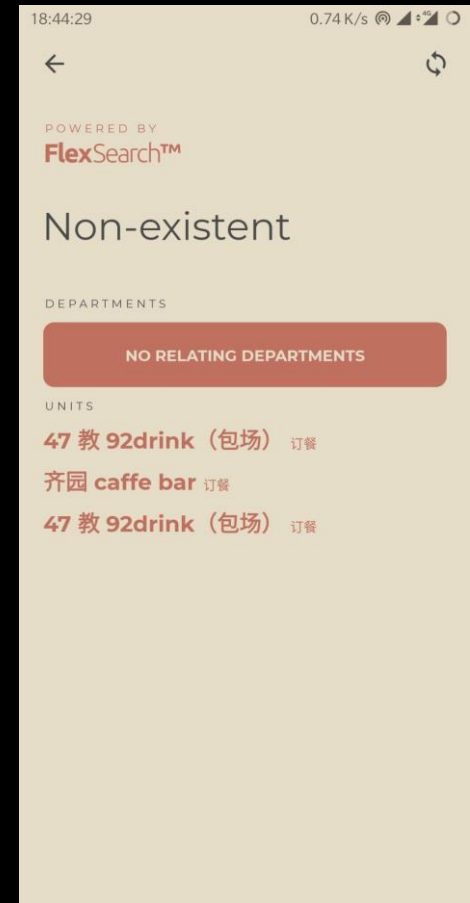 18:44:29 0.74 K/s 4G
POWERED BY
FlexSearch™
Non-existent
DEPARTMENTS
NO RELATING DEPARTMENTS
UNITS
47 教 92drink（包场） 订餐
齐园 caffe bar 订餐
47 教 92drink（包场） 订餐